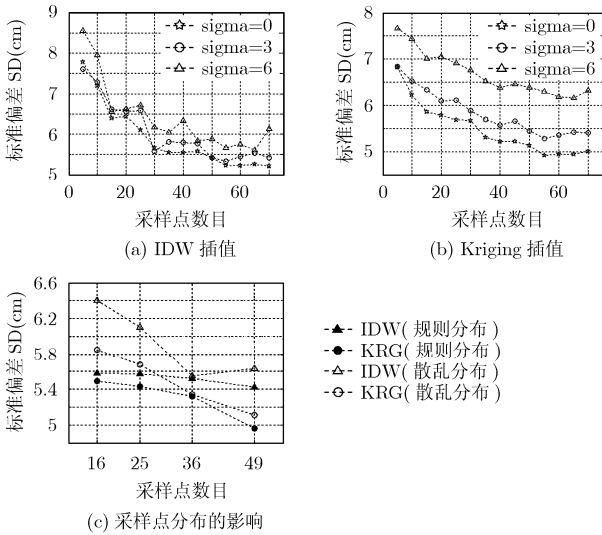 标准偏差 SD(cm)
9
8
7
6
5
0
20
40
60
sigma=0
sigma=3
sigma=6
采样点数目
(a) IDW 插值
标准偏差 SD(cm)
8
7
6
5
0
20
40
60
sigma=0
sigma=3
sigma=6
采样点数目
(b) Kriging 插值
标准偏差 SD(cm)
6.6
6.2
5.8
5.4
5
16
25
36
49
采样点数目
IDW( 规则分布 )
KRG( 规则分布 )
IDW( 散乱分布 )
KRG( 散乱分布 )
(c) 采样点分布的影响